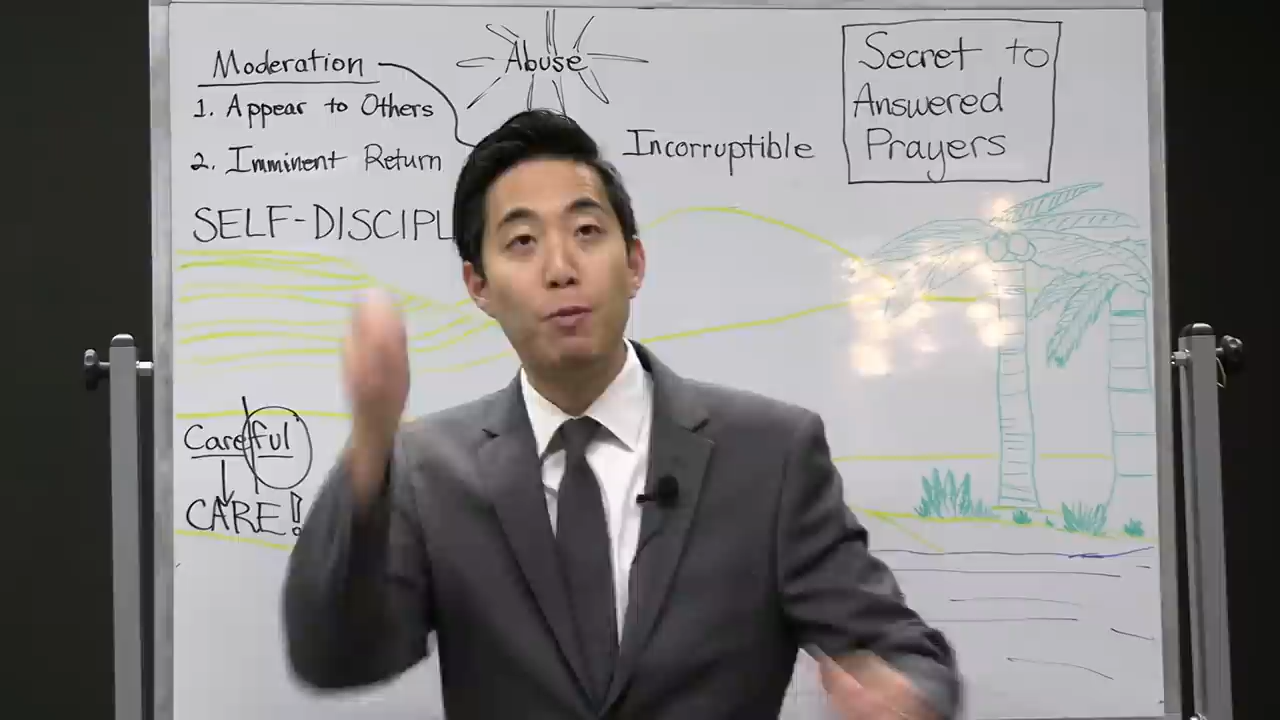 Moderation
1. Appear to Others
2. Imminent Return
Abuse
Incorruptible
Secret to
Answered
Prayers
SELF-DISCIPL
Careful
CARE!